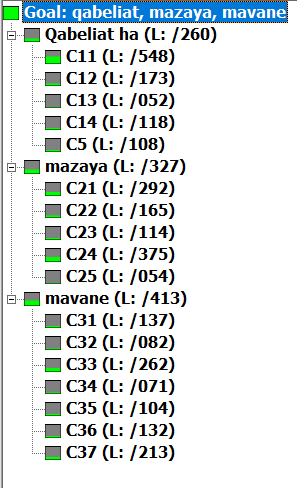 Goal: qabeliat, mazaya, mavane
Qabeliat ha (L: /260)
C11 (L: /548)
C12 (L: /173)
C13 (L: /052)
C14 (L: /118)
C5 (L: /108)
mazaya (L: /327)
C21 (L: /292)
C22 (L: /165)
C23 (L: /114)
C24 (L: /375)
C25 (L: /054)
mavane (L: /413)
C31 (L: /137)
C32 (L: /082)
C33 (L: /262)
C34 (L: /071)
C35 (L: /104)
C36 (L: /132)
C37 (L: /213)